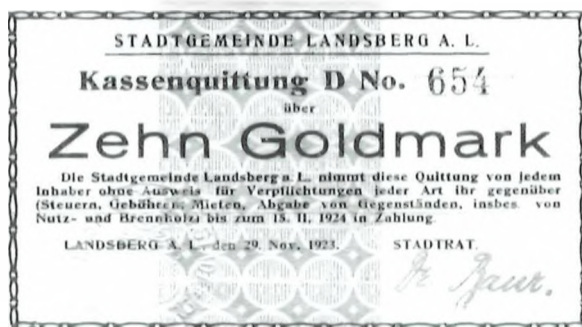 STADTGEMEINDE LANDSBERG A. L.
Kassenquittung D No. 654
über
Zehn Goldmark
Die Stadtgemeinde Landsberg a. L. nimmt diese Quittung von jedem
Inhaber ohne Ausweis für Verpflichtungen jeder Art ihr gegenüber
(Steuern, Gebühren, Mieten, Abgabe von Gegenständen, insbes. von
Nutz- und Brennholz) bis zum 15. II. 1924 in Zahlung.
LANDSBERG A. L., den 29. Nov. 1923. STADTRAT.
Dr Baur.